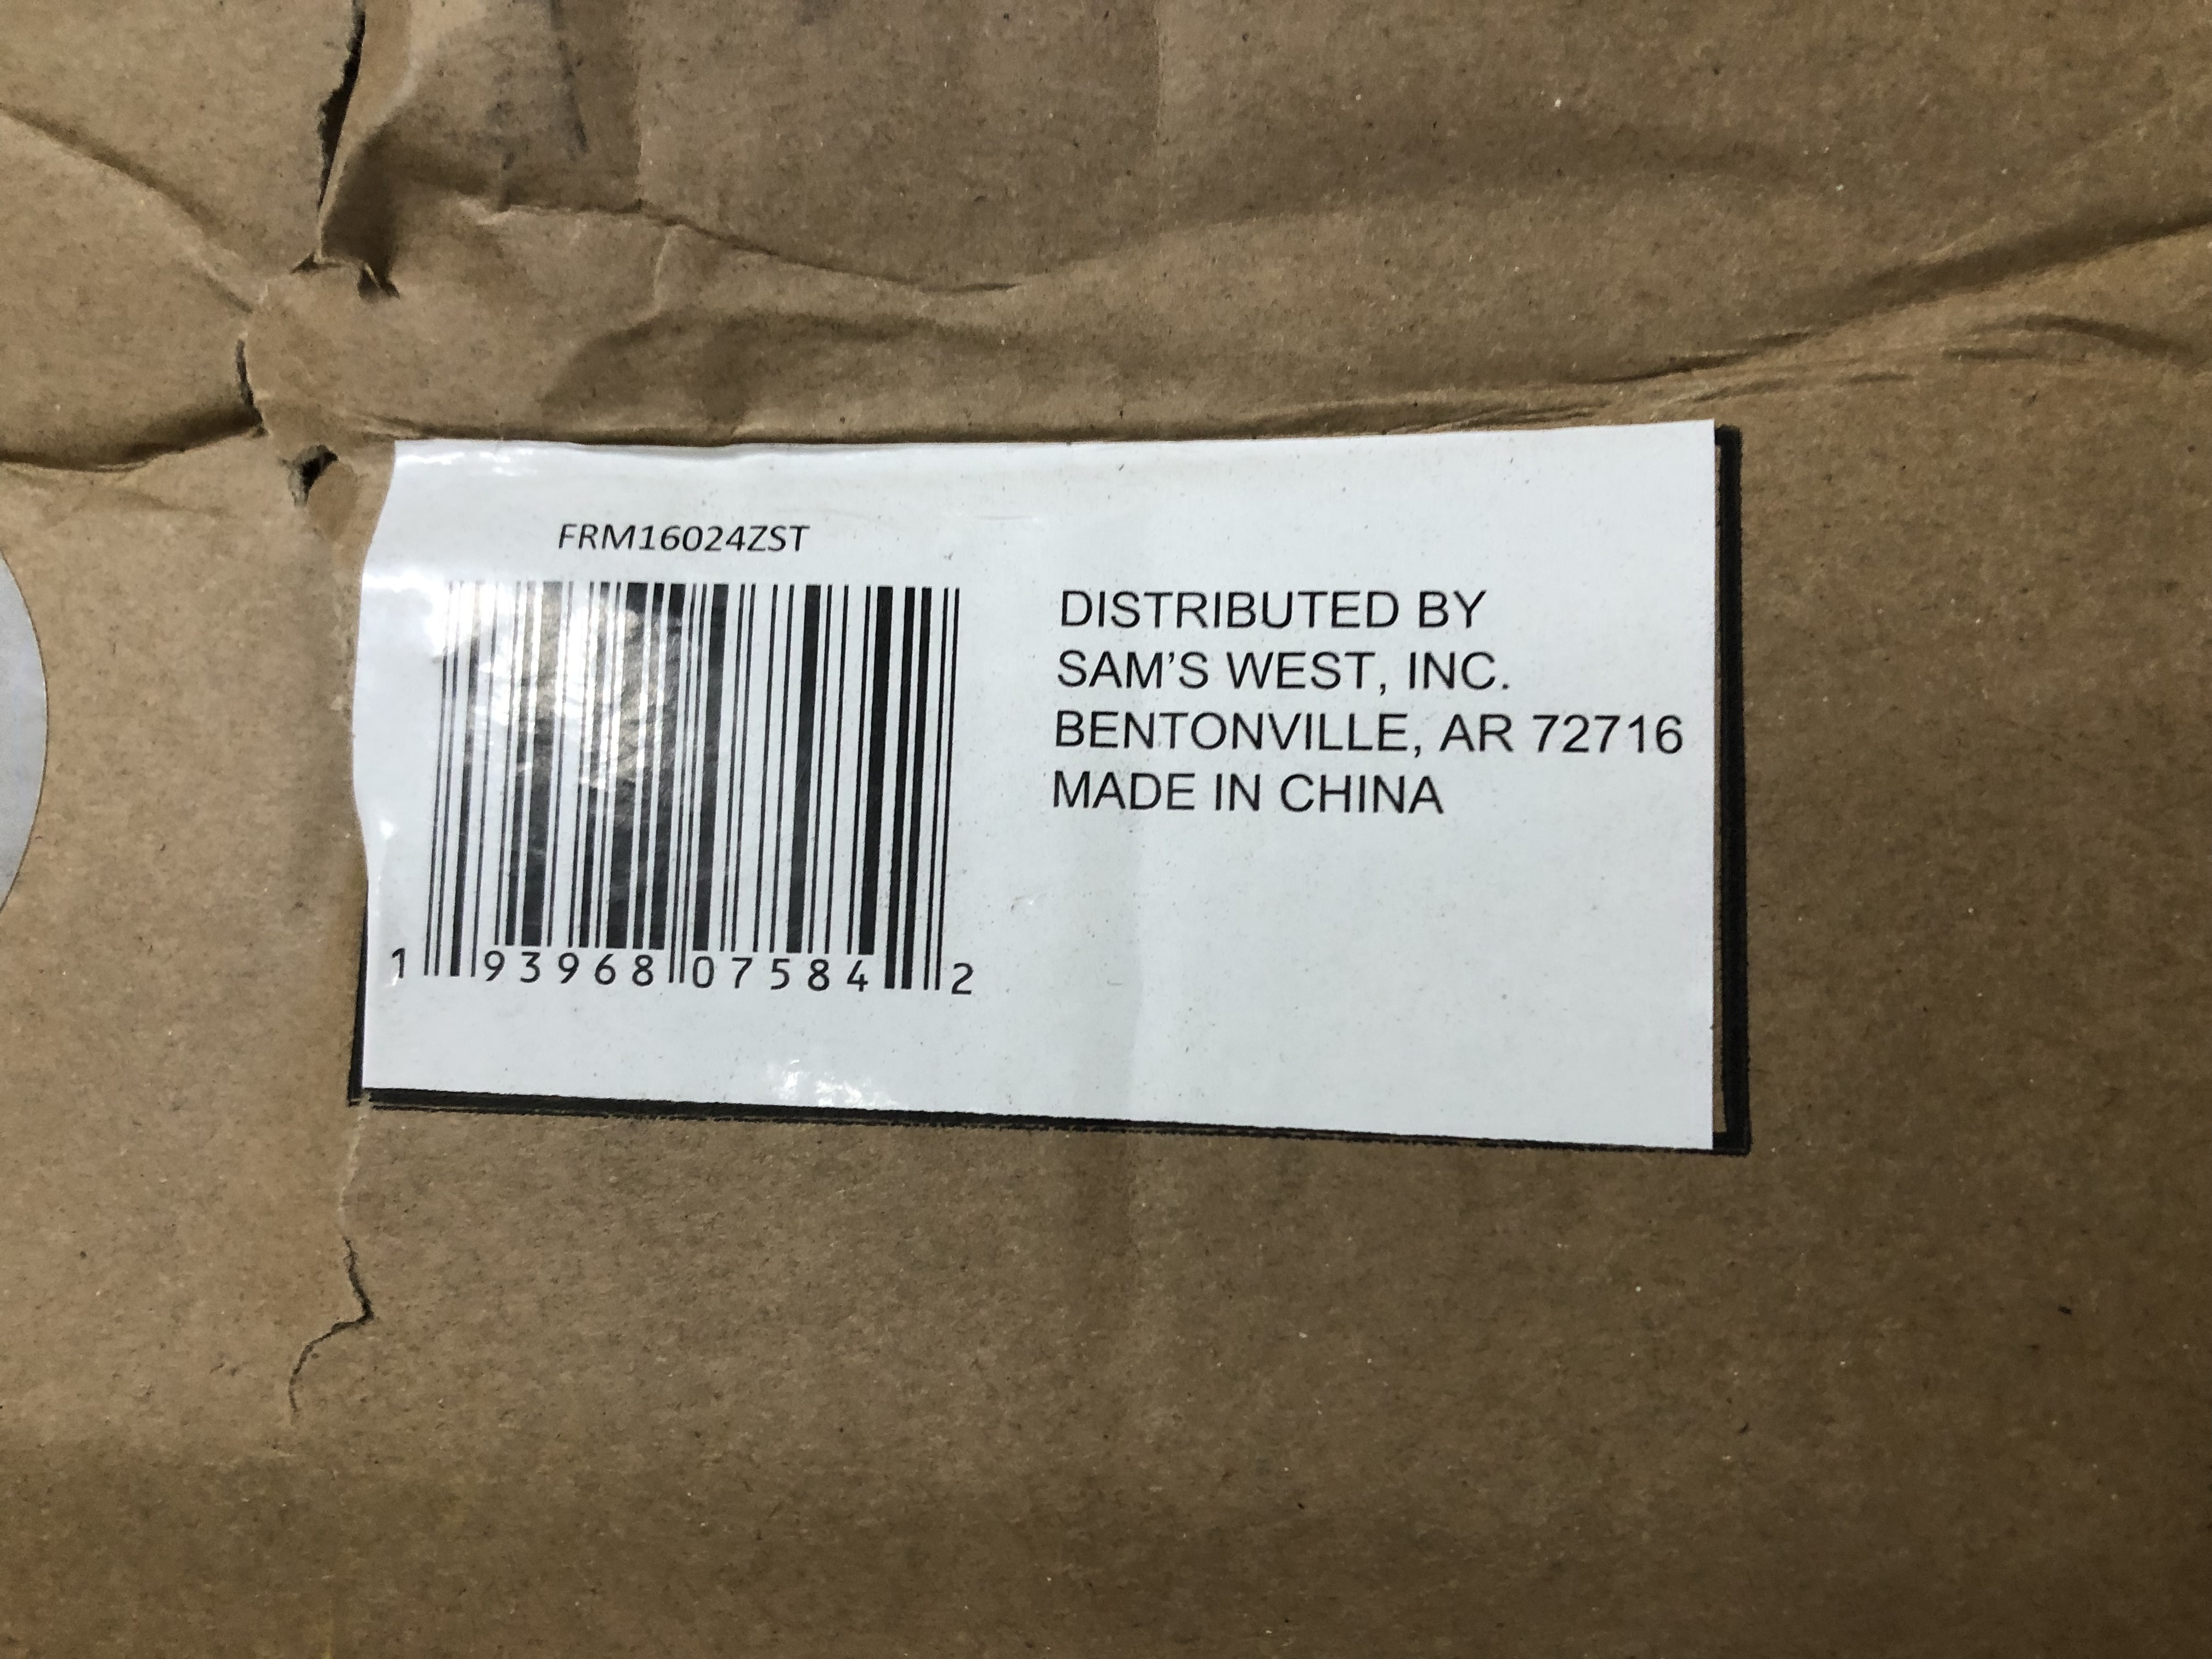 FRM16024ZST
1 93968 07584 2
DISTRIBUTED BY
SAM'S WEST, INC.
BENTONVILLE, AR 72716
MADE IN CHINA